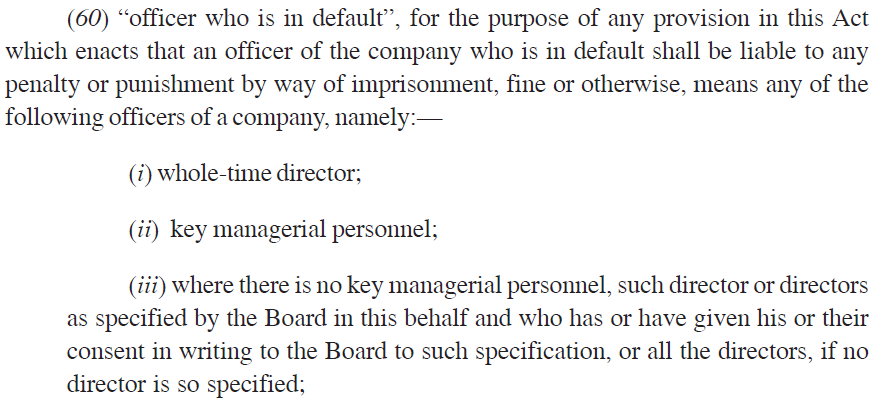 (60) “officer who is in default”, for the purpose of any provision in this Act
which enacts that an officer of the company who is in default shall be liable to any
penalty or punishment by way of imprisonment, fine or otherwise, means any of the
following officers of a company, namely:—
(i) whole-time director;
(ii) key managerial personnel;
(iii) where there is no key managerial personnel, such director or directors
as specified by the Board in this behalf and who has or have given his or their
consent in writing to the Board to such specification, or all the directors, if no
director is so specified;